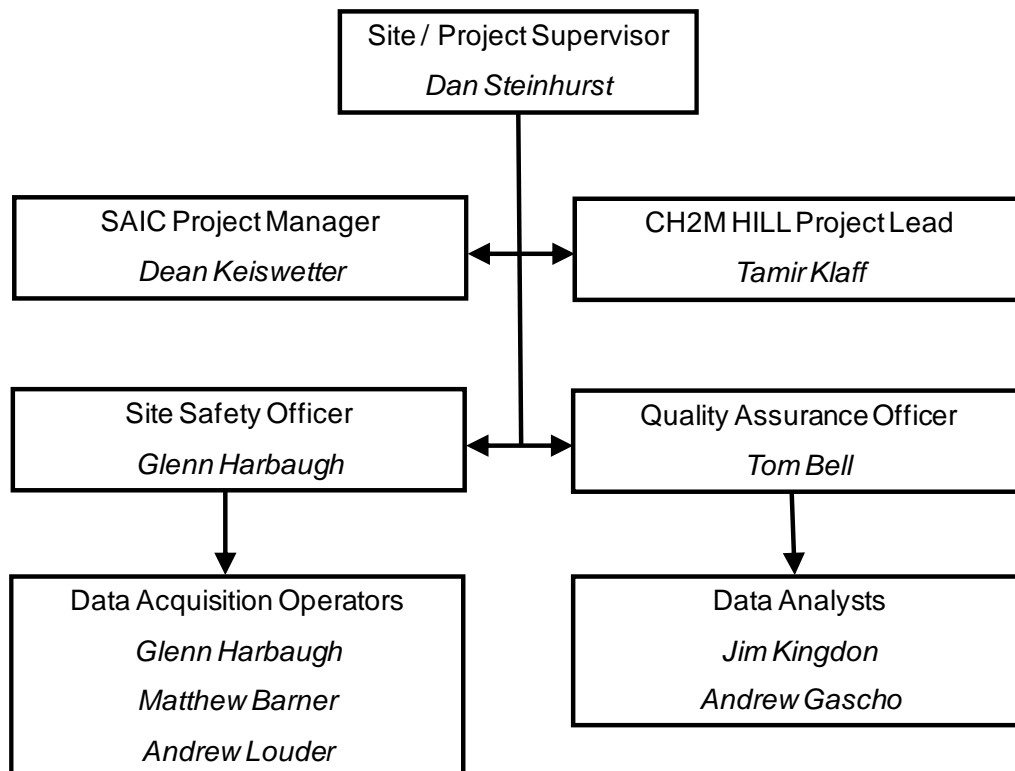 Site / Project Supervisor
Dan Steinhurst
SAIC Project Manager
Dean Keiswetter
CH2M HILL Project Lead
Tamir Klaff
Site Safety Officer
Glenn Harbaugh
Quality Assurance Officer
Tom Bell
Data Acquisition Operators
Glenn Harbaugh
Matthew Barner
Andrew Louder
Data Analysts
Jim Kingdon
Andrew Gascho